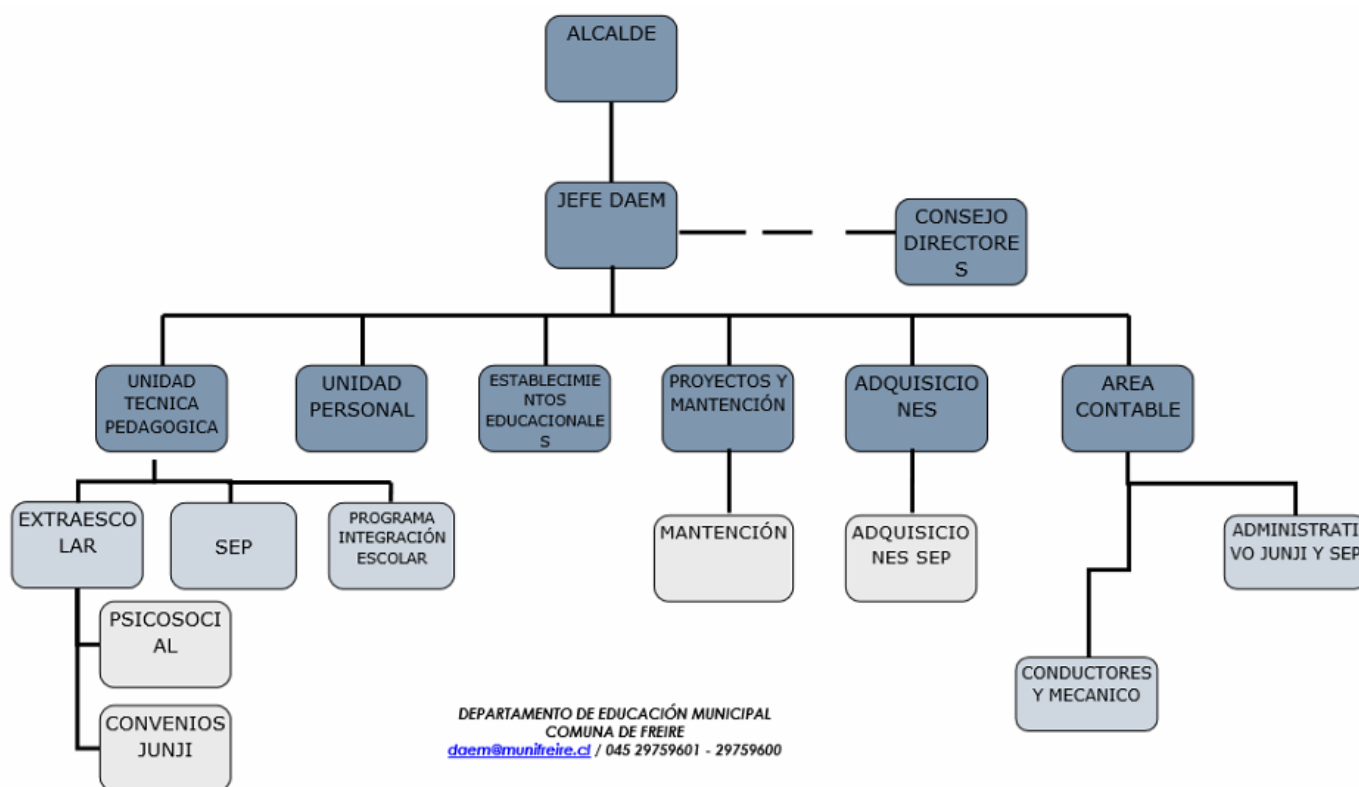 ALCALDE
JEFE DAEM
CONSEJO
DIRECTORE
S
UNIDAD
TECNICA
PEDAGOGICA
UNIDAD
PERSONAL
ESTABLECIMIE
NTOS
EDUCACIONALE
S
PROYECTOS Y
MANTENCIÓN
ADQUISICIO
NES
AREA
CONTABLE
EXTRAESCO
LAR
SEP
PROGRAMA
INTEGRACIÓN
ESCOLAR
MANTENCIÓN
ADQUISICIO
NES SEP
ADMINISTRATI
VO JUNJI Y SEP
PSICOSOCI
AL
CONVENIOS
JUNJI
CONDUCTORES
Y MECANICO
DEPARTAMENTO DE EDUCACIÓN MUNICIPAL
COMUNA DE FREIRE
daem@munifreire.cl / 045 29759601 - 29759600